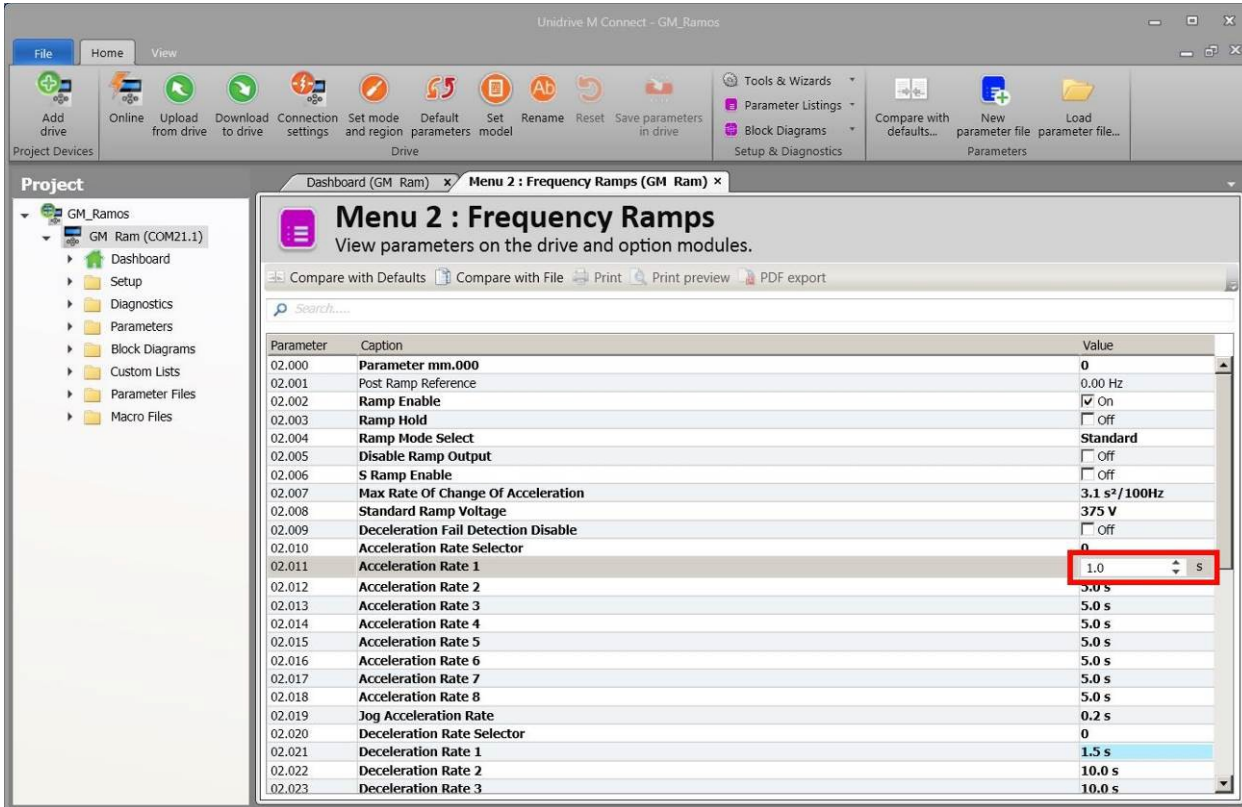 Unidrive M Connect - GM_Ramos
File Home View
Add drive
Online
Upload from drive
Download to drive
Connection settings
Set mode and region
Default parameters
Set model
Rename
Reset
Save parameters in drive
Tools & Wizards
Parameter Listings
Block Diagrams
Compare with defaults...
New parameter file
Load parameter file...
Project Devices
Drive
Setup & Diagnostics
Parameters
Project
GM_Ramos
GM Ram (COM21.1)
Dashboard
Setup
Diagnostics
Parameters
Block Diagrams
Custom Lists
Parameter Files
Macro Files
Dashboard (GM Ram) x Menu 2 : Frequency Ramps (GM Ram) x
Menu 2 : Frequency Ramps
View parameters on the drive and option modules.
Compare with Defaults Compare with File Print Print preview PDF export
Search.....
Parameter Caption Value
02.000 Parameter mm.000 0
02.001 Post Ramp Reference 0.00 Hz
02.002 Ramp Enable On
02.003 Ramp Hold Off
02.004 Ramp Mode Select Standard
02.005 Disable Ramp Output Off
02.006 S Ramp Enable Off
02.007 Max Rate Of Change Of Acceleration 3.1 s²/100Hz
02.008 Standard Ramp Voltage 375 V
02.009 Deceleration Fail Detection Disable Off
02.010 Acceleration Rate Selector 0
02.011 Acceleration Rate 1 1.0 s
02.012 Acceleration Rate 2 5.0 s
02.013 Acceleration Rate 3 5.0 s
02.014 Acceleration Rate 4 5.0 s
02.015 Acceleration Rate 5 5.0 s
02.016 Acceleration Rate 6 5.0 s
02.017 Acceleration Rate 7 5.0 s
02.018 Acceleration Rate 8 5.0 s
02.019 Jog Acceleration Rate 0.2 s
02.020 Deceleration Rate Selector 0
02.021 Deceleration Rate 1 1.5 s
02.022 Deceleration Rate 2 10.0 s
02.023 Deceleration Rate 3 10.0 s